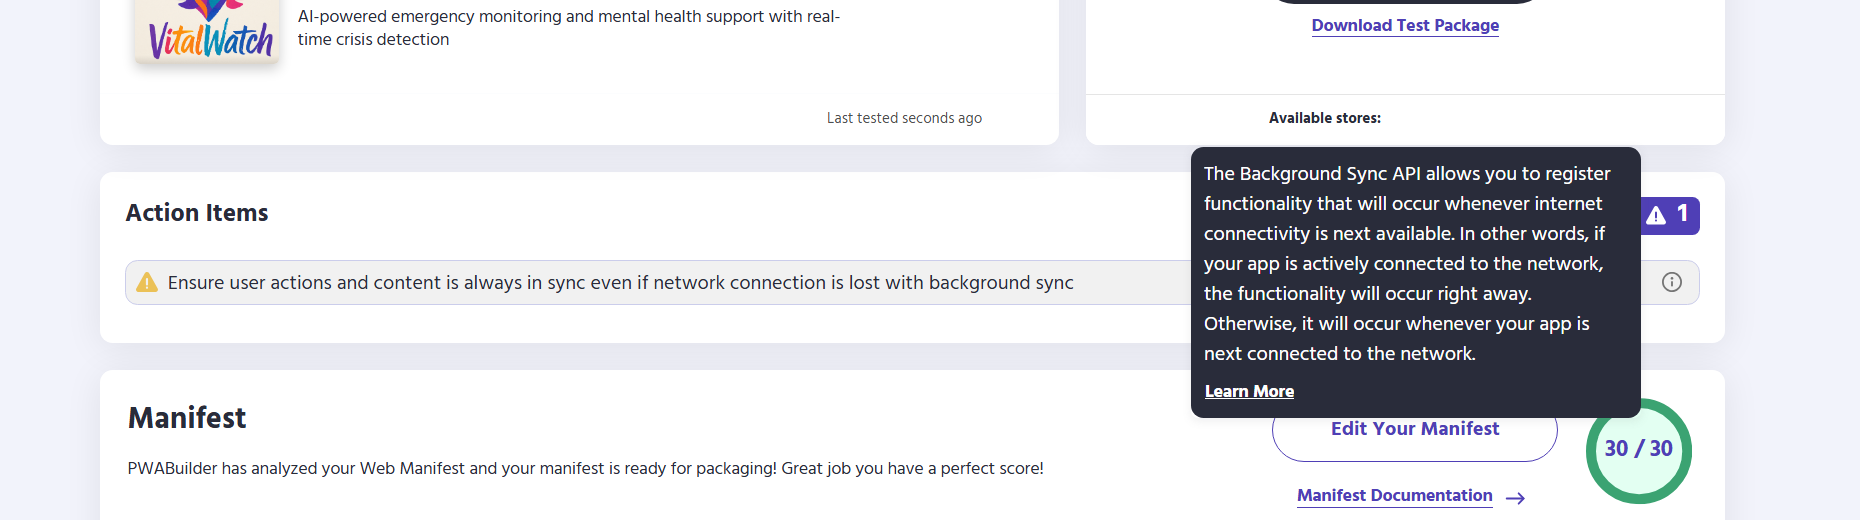 VitalWatch
AI-powered emergency monitoring and mental health support with real-
time crisis detection
Last tested seconds ago
Download Test Package
Available stores:
Action Items
1
Ensure user actions and content is always in sync even if network connection is lost with background sync
The Background Sync API allows you to register
functionality that will occur whenever internet
connectivity is next available. In other words, if
your app is actively connected to the network,
the functionality will occur right away.
Otherwise, it will occur whenever your app is
next connected to the network.
Learn More
Manifest
PWABuilder has analyzed your Web Manifest and your manifest is ready for packaging! Great job you have a perfect score!
Edit Your Manifest
Manifest Documentation
30 / 30